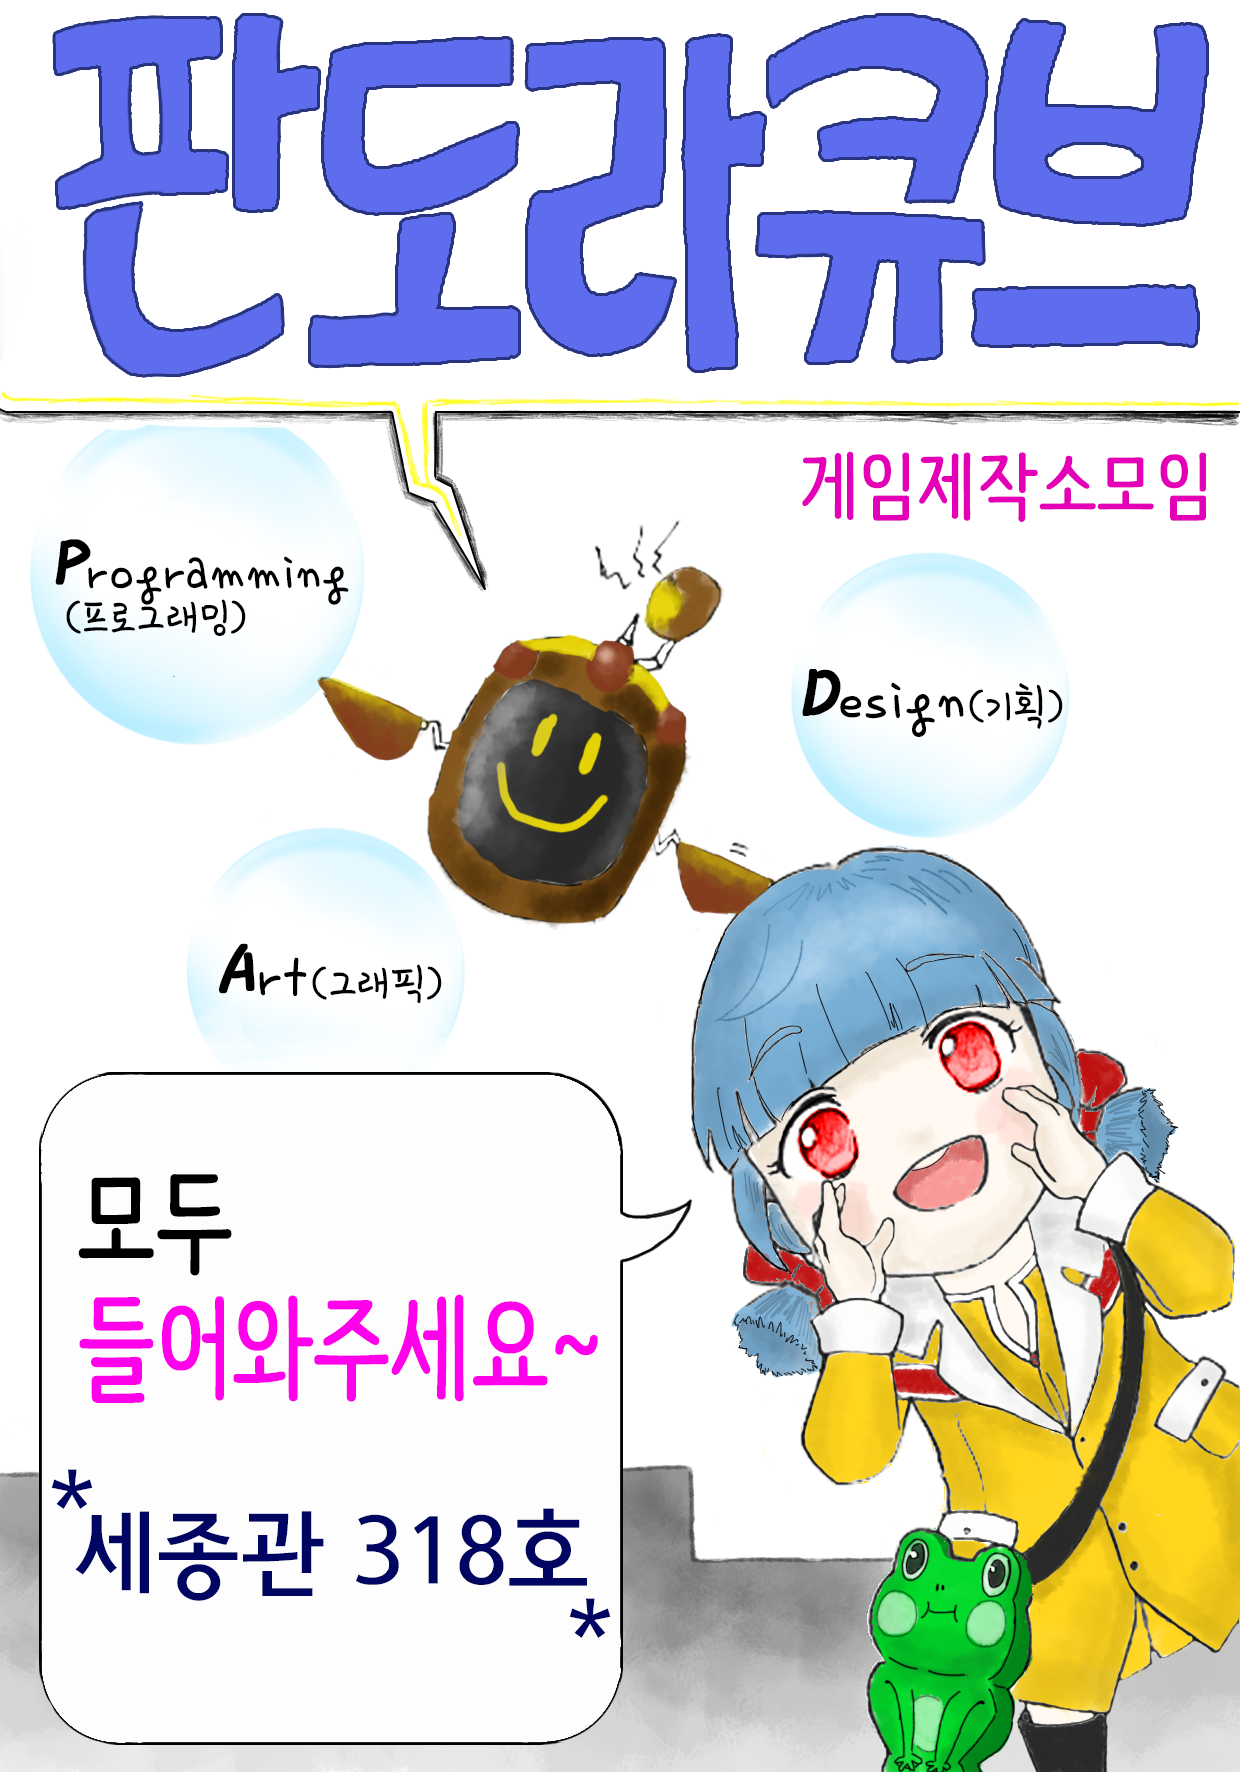 판도라큐브
게임제작소모임
Programming
(프로그래밍)
Design(기획)
Art(그래픽)
모두
들어와주세요~
*세종관 318호*